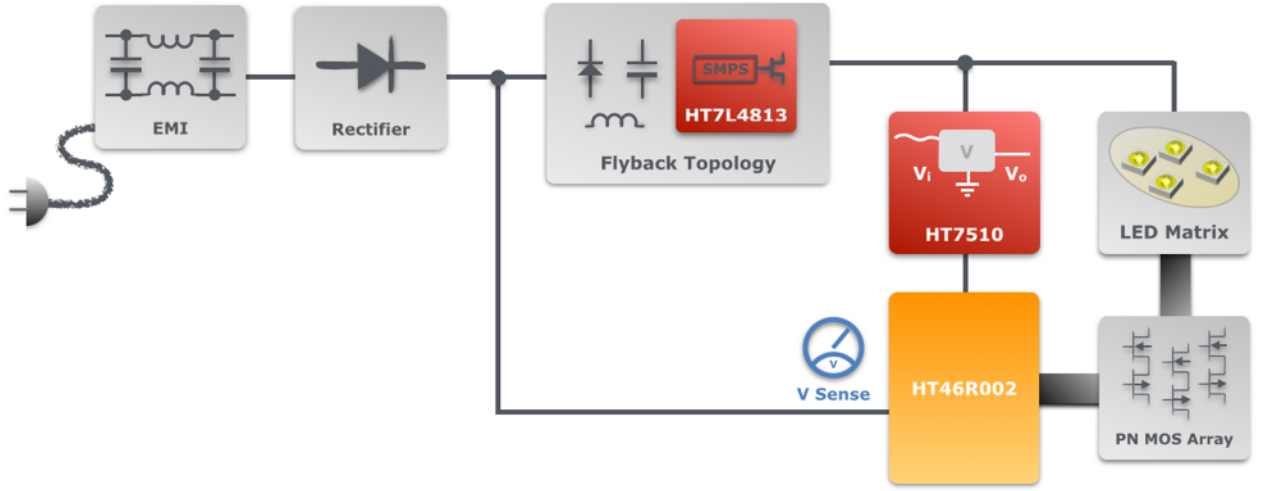 EMI
Rectifier
SMPS
HT7L4813
Flyback Topology
V
Vi
Vo
HT7510
LED Matrix
V
V Sense
HT46R002
PN MOS Array